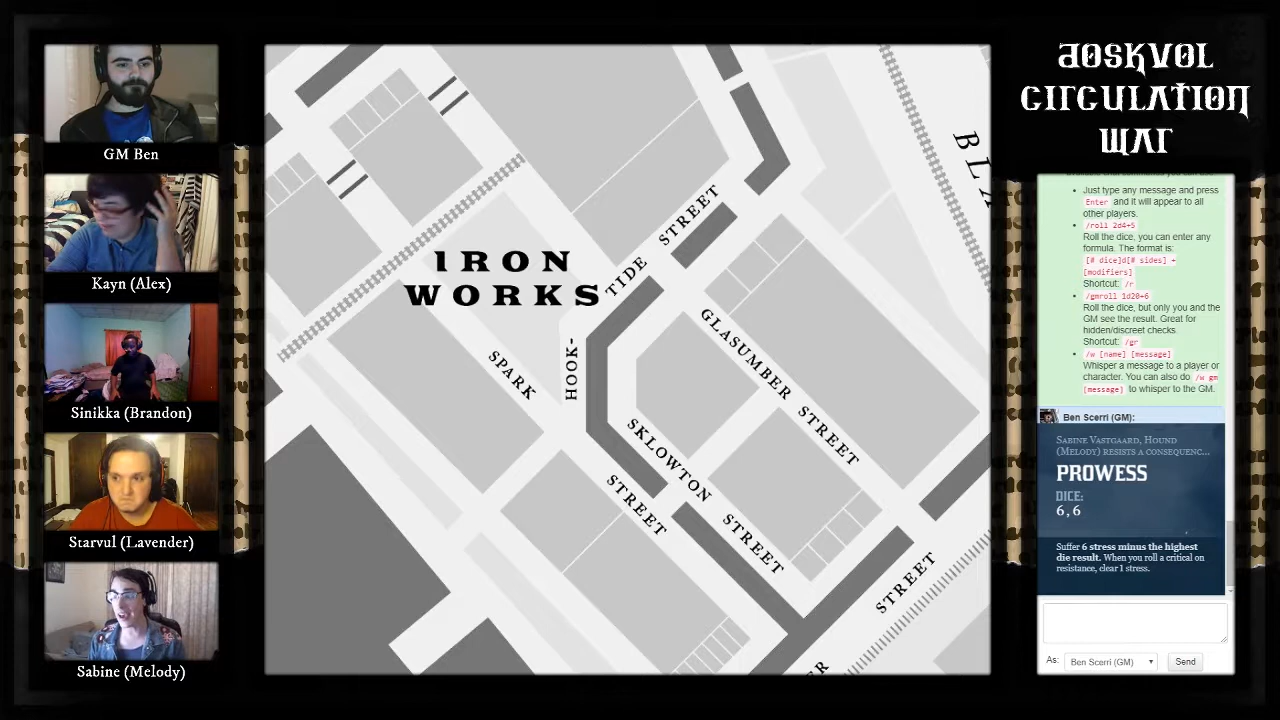 GM Ben
Kayn (Alex)
Sinikka (Brandon)
Starvul (Lavender)
Sabine (Melody)
IRON
WORKS
TIDE STREET
HOOK-
SPARK
STREET
GLASUMBER STREET
SKLOWTON STREET
STREET
ER
BL
DOSKVOL
CIRCULATION
WAR
Just type any message and press
Enter and it will appear to all
other players.
/roll 2d4+5
Roll the dice, you can enter any
formula. The format is:
[# dice]d[# sides] +
[modifiers]
Shortcut: /r
/gmroll 1d20+6
Roll the dice, but only you and the
GM see the result. Great for
hidden/discreet checks.
Shortcut: /gr
/w [name] [message]
Whisper a message to a player or
character. You can also do /w gm
[message] to whisper to the GM.
Ben Scerri (GM):
SABINE VASTGAARD, HOUND
(MELODY) RESISTS A CONSEQUENC...
PROWESS
DICE:
6,6
Suffer 6 stress minus the highest
die result. When you roll a critical on
resistance, clear 1 stress.
As: Ben Scerri (GM) Send